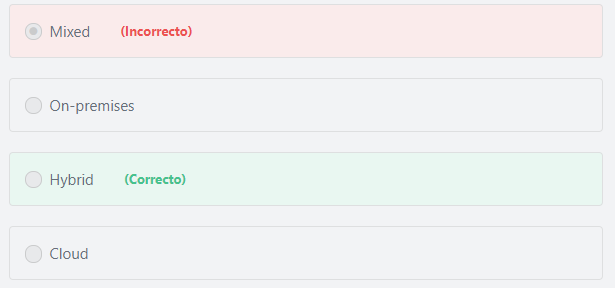 Mixed (Incorrecto)
On-premises
Hybrid (Correcto)
Cloud